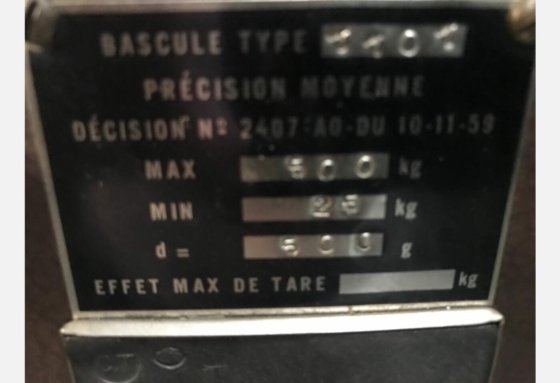 BASCULE TYPE 1101
PRÉCISION MOYENNE
DÉCISION Nº 2407 AO-DU 10-11-59
MAX 500 kg
MIN 25 kg
d = 500 g
EFFET MAX DE TARE kg